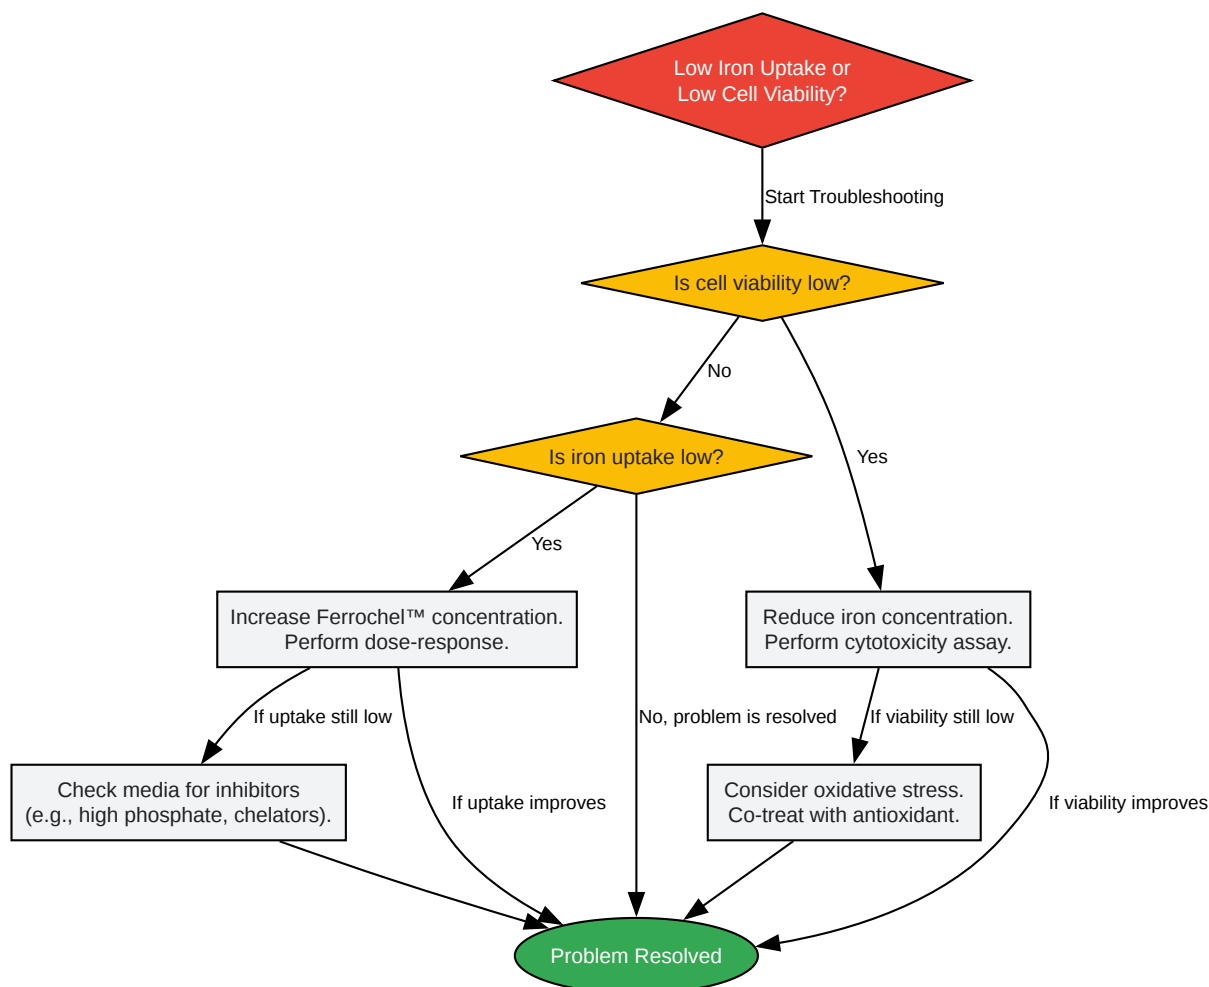 Low Iron Uptake or
Low Cell Viability?
Start Troubleshooting
Is cell viability low?
No
Is iron uptake low?
Yes
Yes
Increase Ferrochel™ concentration.
Perform dose-response.
Reduce iron concentration.
Perform cytotoxicity assay.
If uptake still low
No, problem is resolved
If viability still low
Check media for inhibitors
(e.g., high phosphate, chelators).
If uptake improves
Consider oxidative stress.
Co-treat with antioxidant.
If viability improves
Problem Resolved